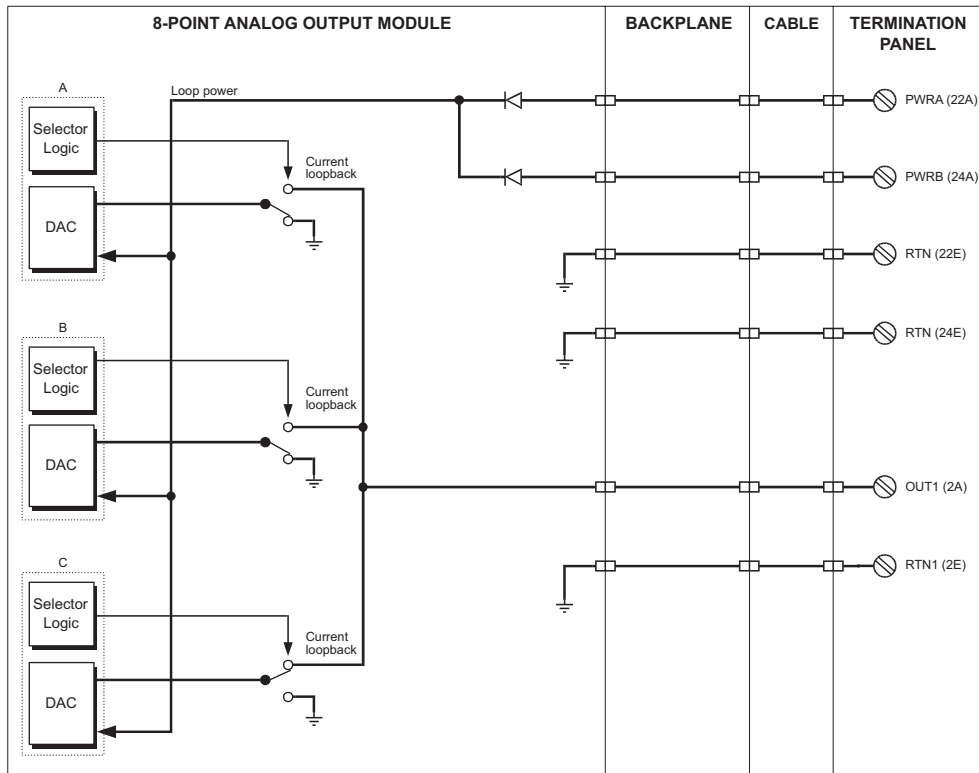 8-POINT ANALOG OUTPUT MODULE
BACKPLANE
CABLE
TERMINATION
PANEL
A
Loop power
PWRA (22A)
Selector
Logic
Current
loopback
PWRB (24A)
DAC
RTN (22E)
B
RTN (24E)
Selector
Logic
Current
loopback
DAC
OUT1 (2A)
C
RTN1 (2E)
Selector
Logic
Current
loopback
DAC